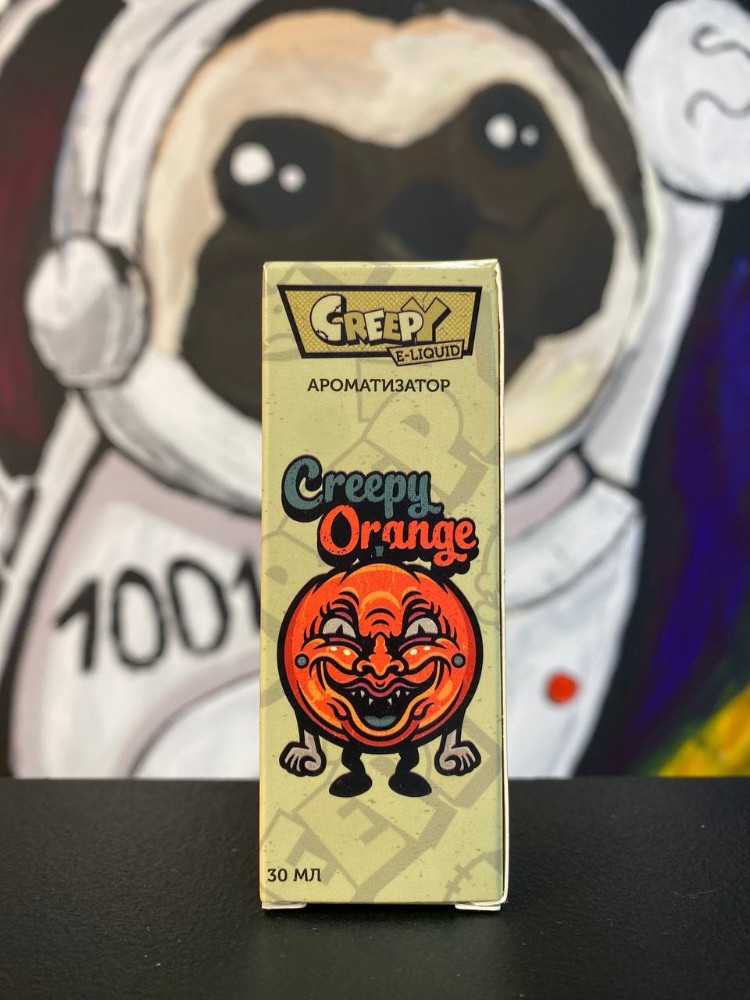 CREEPY
E-LIQUID
АРОМАТИЗАТОР
Creepy
Orange
30 МЛ
1001